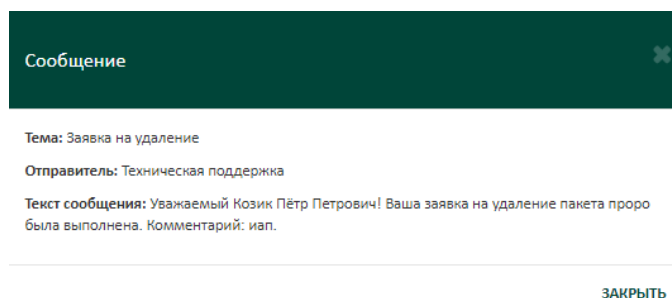 Сообщение
Тема: Заявка на удаление
Отправитель: Техническая поддержка
Текст сообщения: Уважаемый Козик Пётр Петрович! Ваша заявка на удаление пакета проро
была выполнена. Комментарий: иап.
ЗАКРЫТЬ